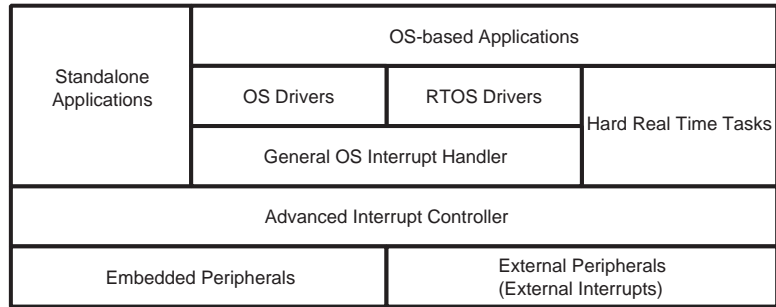 OS-based Applications
Standalone
Applications
OS Drivers
RTOS Drivers
Hard Real Time Tasks
General OS Interrupt Handler
Advanced Interrupt Controller
Embedded Peripherals
External Peripherals
(External Interrupts)